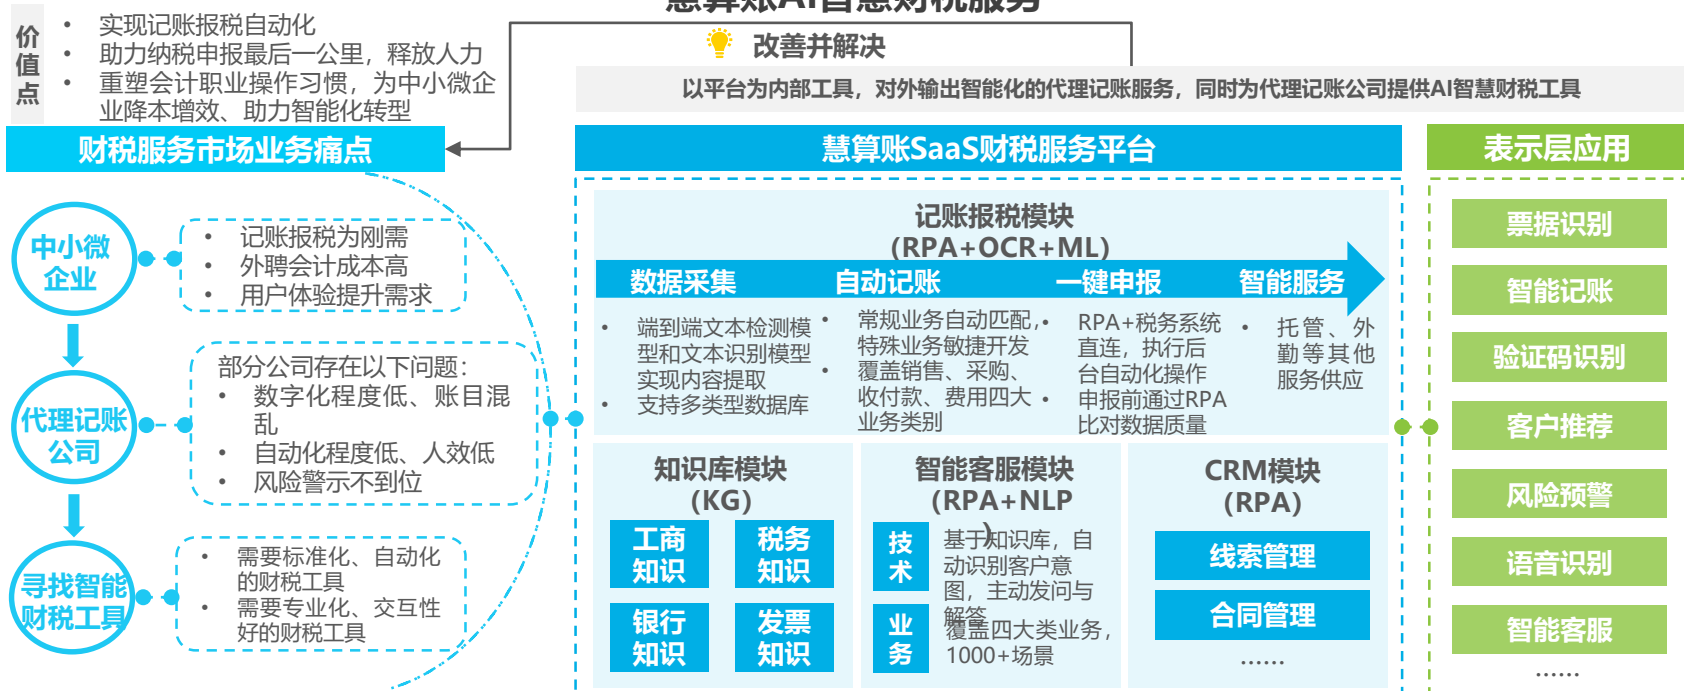 慧算账AI智慧财税服务
价
值
点
• 实现记账报税自动化
• 助力纳税申报最后一公里，释放人力
• 重塑会计职业操作习惯，为中小微企
业降本增效、助力智能化转型
改善并解决
以平台为内部工具，对外输出智能化的代理记账服务，同时为代理记账公司提供AI智慧财税工具
财税服务市场业务痛点
中小微
企业
• 记账报税为刚需
• 外聘会计成本高
• 用户体验提升需求
代理记账
公司
部分公司存在以下问题：
• 数字化程度低、账目混
乱
• 自动化程度低、人效低
• 风险警示不到位
寻找智能
财税工具
• 需要标准化、自动化
的财税工具
• 需要专业化、交互性
好的财税工具
慧算账SaaS财税服务平台
记账报税模块
（RPA+OCR+ML）
数据采集
自动记账
一键申报
智能服务
• 端到端文本检测模
型和文本识别模型
实现内容提取
• 支持多类型数据库
• 常规业务自动匹配，
特殊业务敏捷开发
• 覆盖销售、采购、
收付款、费用四大
业务类别
• RPA+税务系统
直连，执行后
台自动化操作
• 申报前通过RPA
比对数据质量
• 托管、外
勤等其他
服务供应
知识库模块
（KG）
工商
知识
税务
知识
银行
知识
发票
知识
智能客服模块
（RPA+NLP
）
技
术
基于知识库，自
动识别客户意
图，主动发问与
解答
业
务
覆盖四大类业务，
1000+场景
CRM模块
（RPA）
线索管理
合同管理
……
表示层应用
票据识别
智能记账
验证码识别
客户推荐
风险预警
语音识别
智能客服
……